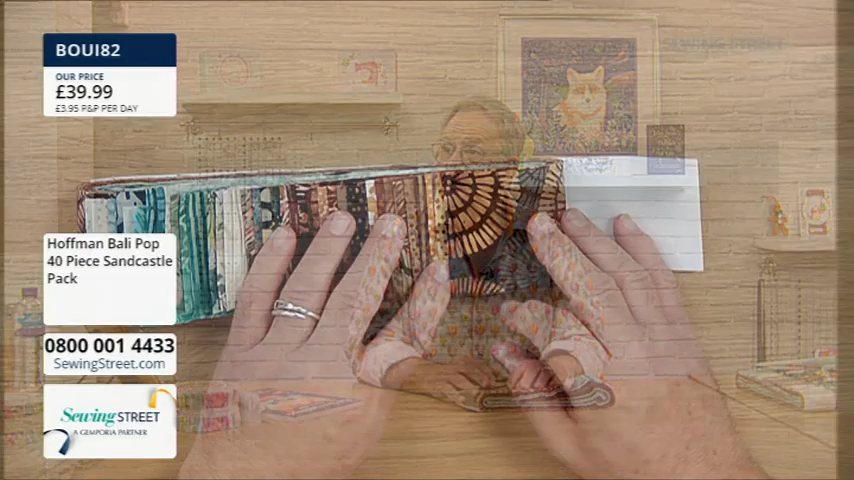 BOUI82
OUR PRICE
£39.99
£3.95 P&P PER DAY
SEWING STREET
Hoffman Bali Pop
40 Piece Sandcastle
Pack
0800 001 4433
SewingStreet.com
Sewing STREET
A GEMPORIA PARTNER